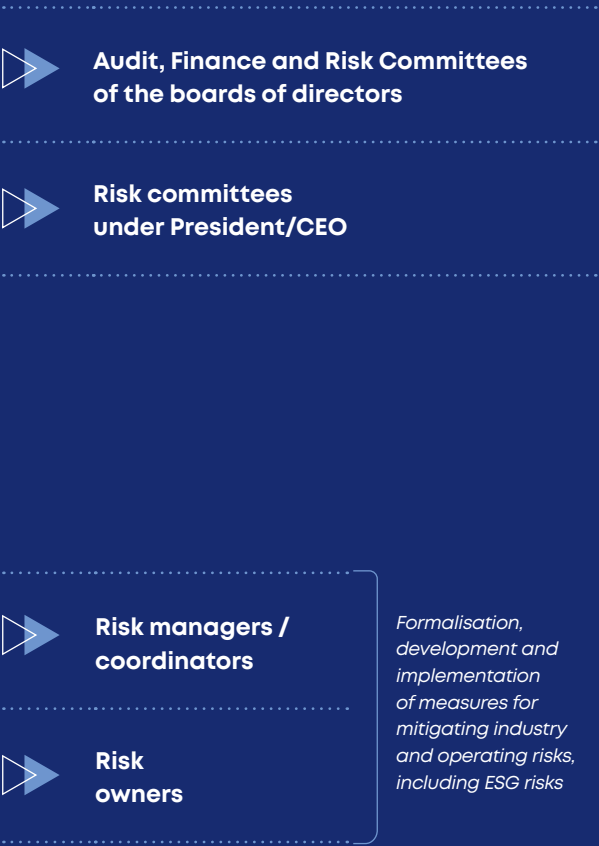 Audit, Finance and Risk Committees
of the boards of directors
Risk committees
under President/CEO
Risk managers /
coordinators
Risk
owners
Formalisation,
development and
implementation
of measures for
mitigating industry
and operating risks,
including ESG risks